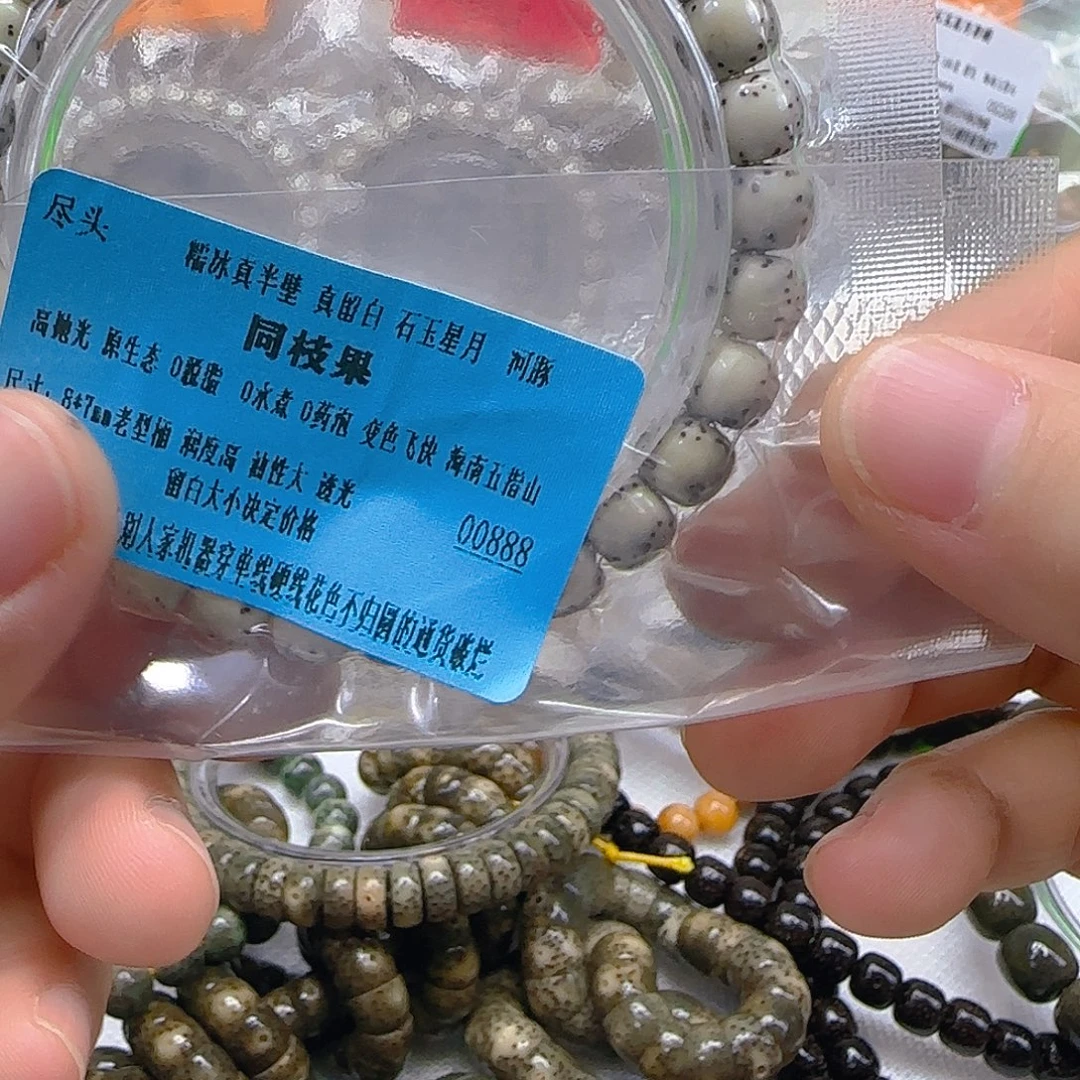 尽头
糯冰真半壁 真留白 石玉星月 河豚
同枝果
高抛光 原生态 0脱脂 0水煮 0药泡 变色飞快 海南五指山
尺寸:8*7mm老型桶 润度高 油性大 透光
留白大小决定价格
00888
别人家机器穿单线硬线花色不归圆的通货破烂